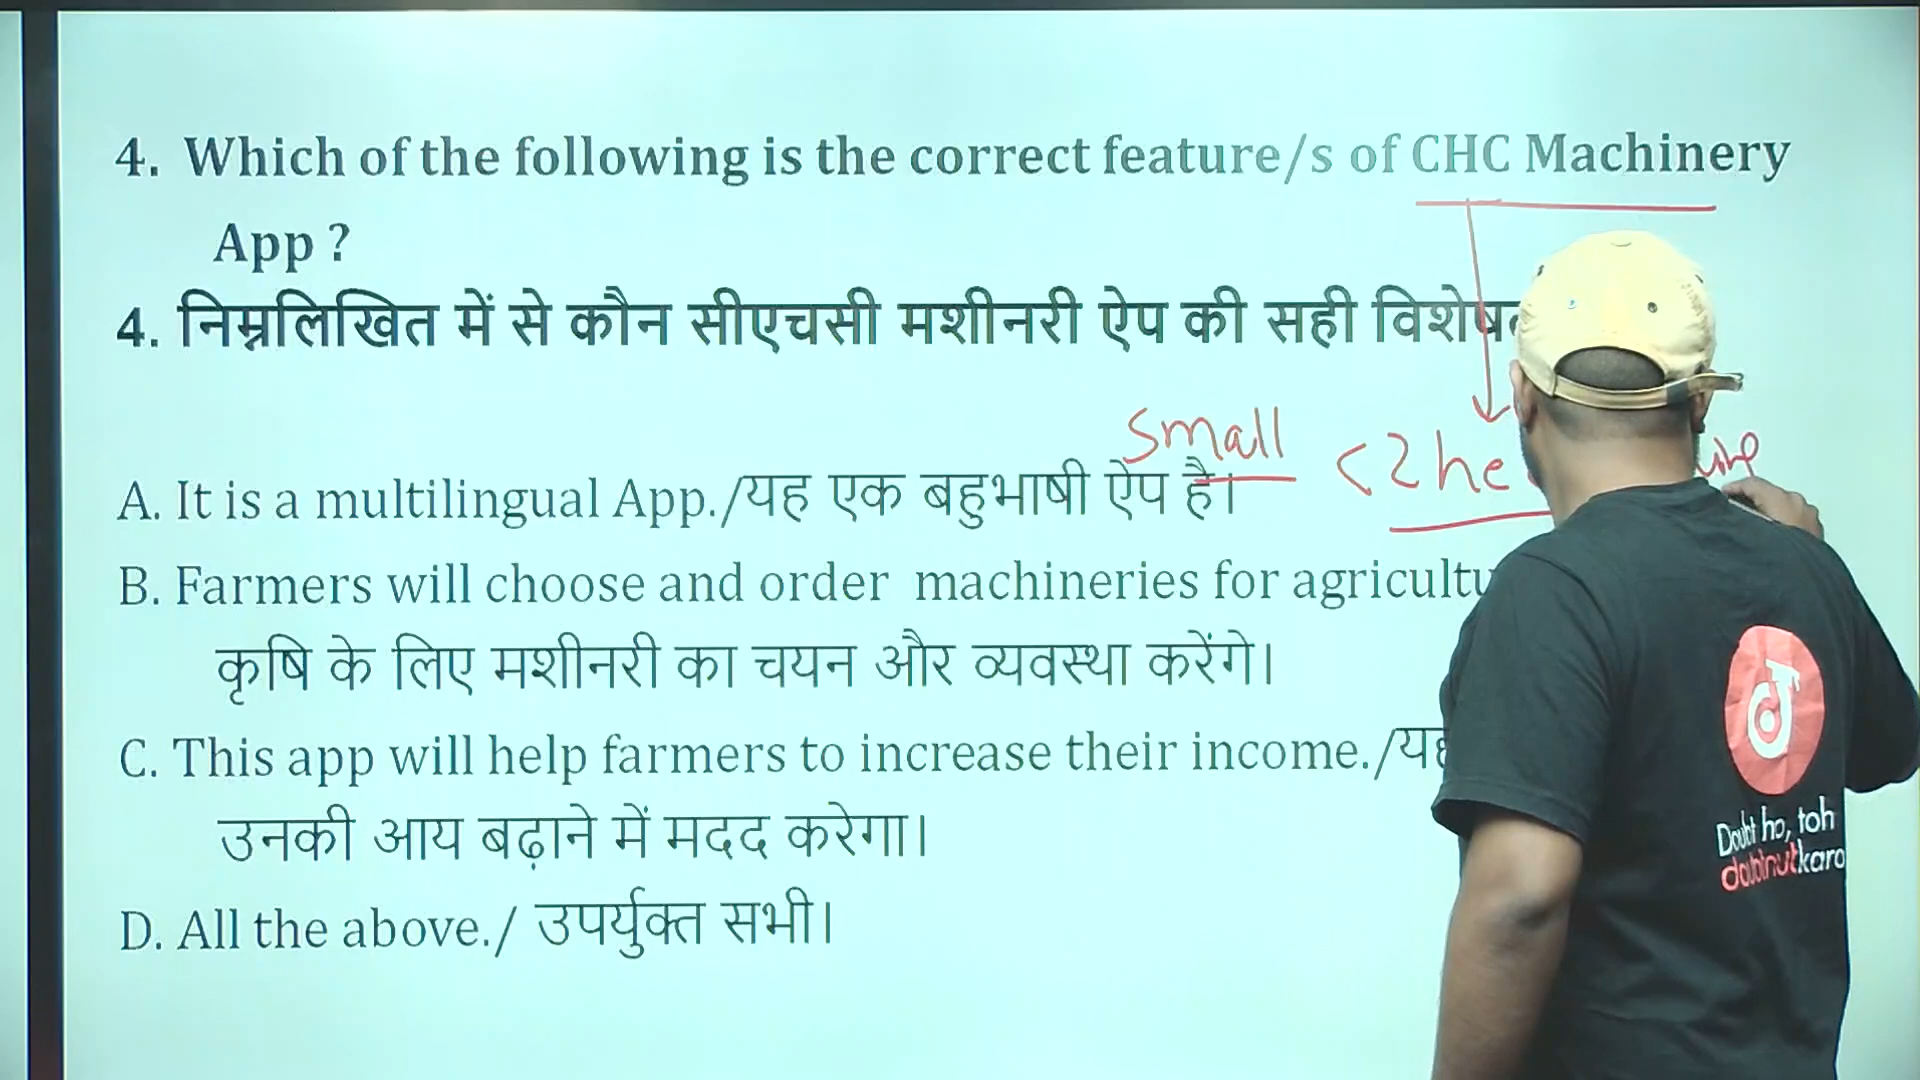 4. Which of the following is the correct feature/s of CHC Machinery
App ?
4. निम्नलिखित में से कौन सीएचसी मशीनरी ऐप की सही
small <2he
A. It is a multilingual App./यह एक बहुभाषी ऐप है।
B. Farmers will choose and order machineries for
कृषि के लिए मशीनरी का चयन और व्यवस्था करेंगे।
C. This app will help farmers to increase their income./यह
उनकी आय बढ़ाने में मदद करेगा।
D. All the above./ उपर्युक्त सभी।
Doubt ho, toh
doubtnutkaro